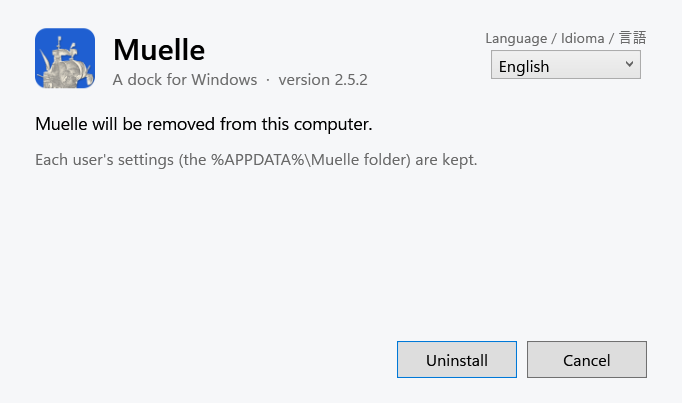 Muelle
A dock for Windows · version 2.5.2
Language / Idioma / 言語
English
Muelle will be removed from this computer.
Each user's settings (the %APPDATA%\Muelle folder) are kept.
Uninstall
Cancel